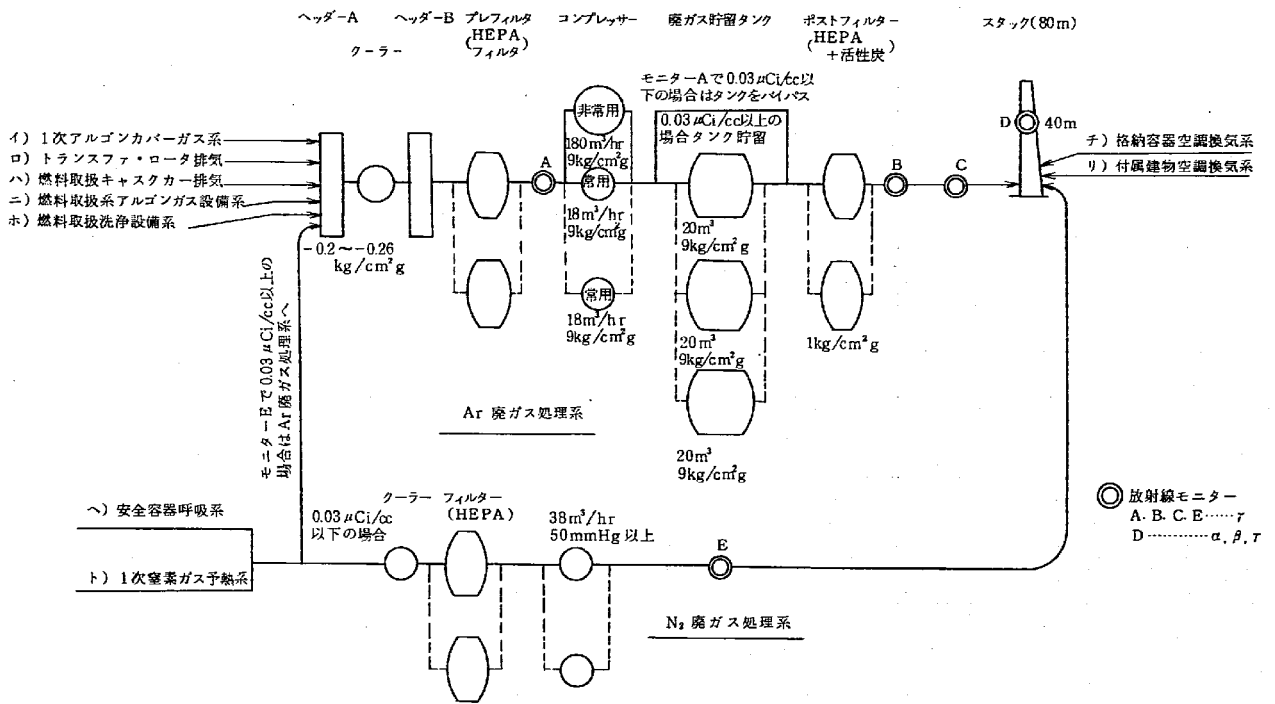 ヘッダーA
ヘッダーB
プレフィルタ
(HEPA
フィルタ)
コンプレッサー
廃ガス貯留タンク
ポストフィルター
(HEPA
+活性炭)
スタック(80m)
クーラー
モニターAで0.03μCi/cc以
下の場合はタンクをバイパス
0.03μCi/cc以上の
場合タンク貯留
非常用
180m³/hr
9kg/cm²g
A
常用
18m³/hr
9kg/cm²g
常用
18m³/hr
9kg/cm²g
20m³
9kg/cm²g
20m³
9kg/cm²g
20m³
9kg/cm²g
1kg/cm²g
B
C
D
40m
イ) 1次アルゴンカバーガス系
ロ) トランスファ・ロータ排気
ハ) 燃料取扱キャスクカー排気
ニ) 燃料取扱系アルゴンガス設備系
ホ) 燃料取扱洗浄設備系
チ) 格納容器空調換気系
リ) 付属建物空調換気系
-0.2~-0.26
kg/cm²g
モニターEで0.03μCi/cc以上の
場合はAr廃ガス処理系へ
Ar 廃ガス処理系
ヘ) 安全容器呼吸系
ト) 1次窒素ガス予熱系
0.03μCi/cc
以下の場合
クーラー
フィルター
(HEPA)
38m³/hr
50mmHg以上
E
N₂ 廃ガス処理系
放射線モニター
A.B.C.E……γ
D…………α,β,γ